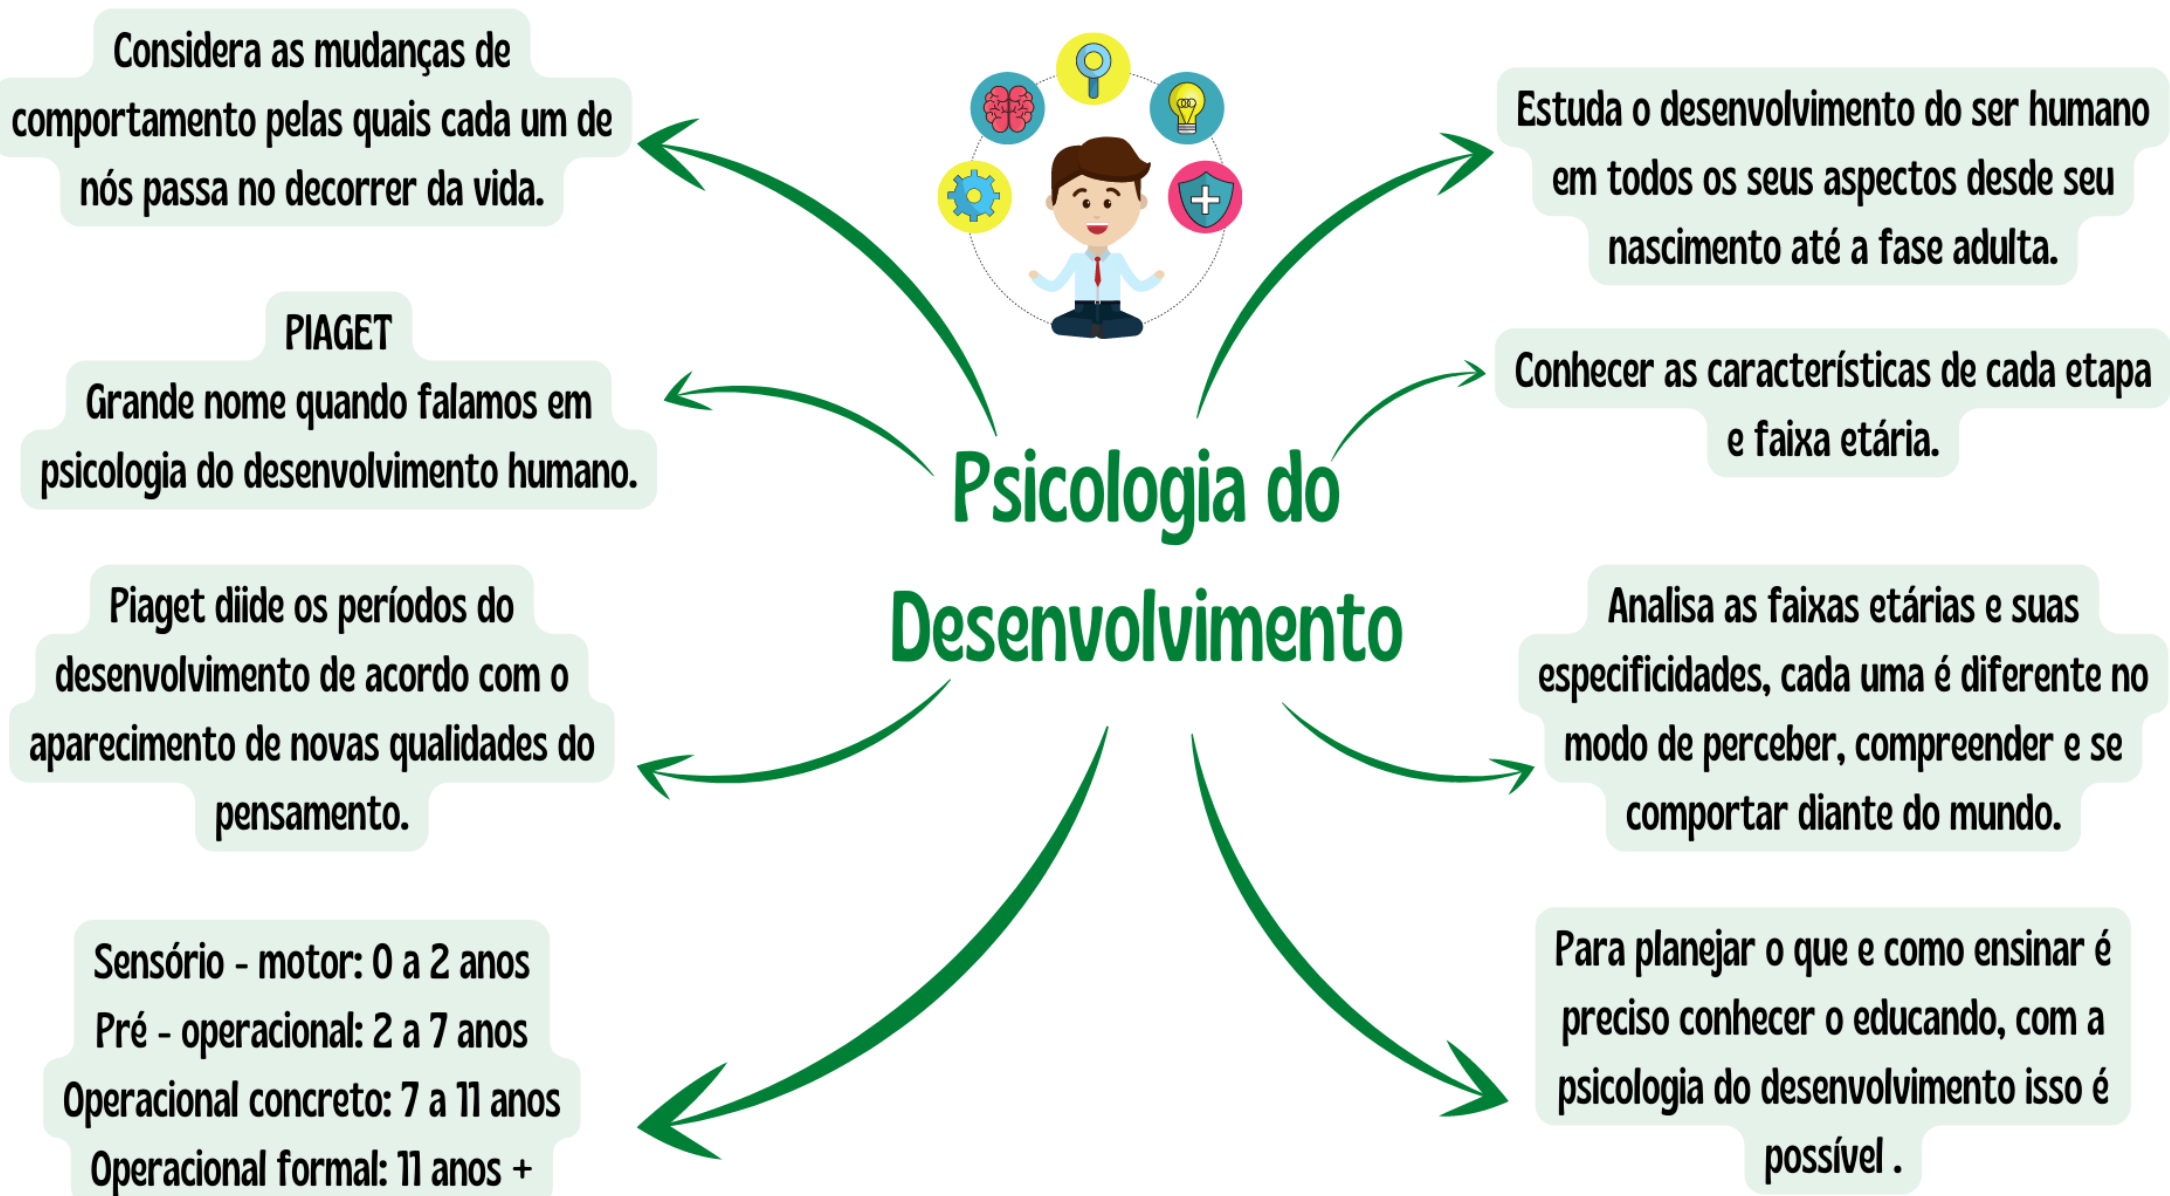 Considera as mudanças de
comportamento pelas quais cada um de
nós passa no decorrer da vida.
PIAGET
Grande nome quando falamos em
psicologia do desenvolvimento humano.
Piaget diide os períodos do
desenvolvimento de acordo com o
aparecimento de novas qualidades do
pensamento.
Sensório - motor: 0 a 2 anos
Pré - operacional: 2 a 7 anos
Operacional concreto: 7 a 11 anos
Operacional formal: 11 anos +
Psicologia do
Desenvolvimento
Estuda o desenvolvimento do ser humano
em todos os seus aspectos desde seu
nascimento até a fase adulta.
Conhecer as características de cada etapa
e faixa etária.
Analisa as faixas etárias e suas
especificidades, cada uma é diferente no
modo de perceber, compreender e se
comportar diante do mundo.
Para planejar o que e como ensinar é
preciso conhecer o educando, com a
psicologia do desenvolvimento isso é
possível .